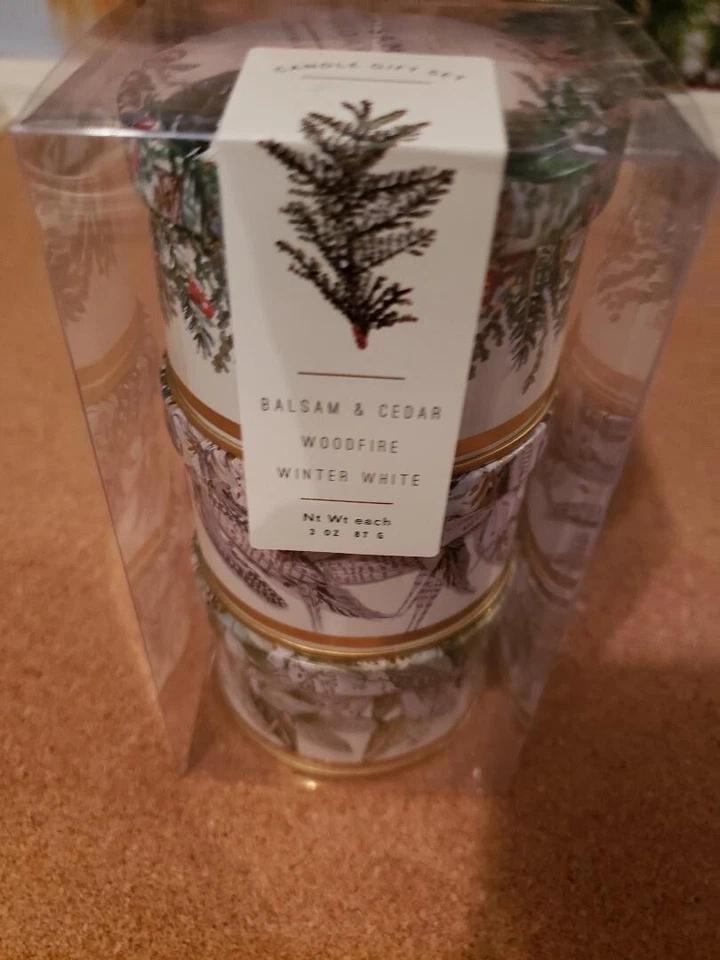 CANDLE GIFT SET
BALSAM & CEDAR
WOODFIRE
WINTER WHITE
Nt Wt each
3 OZ 87 G